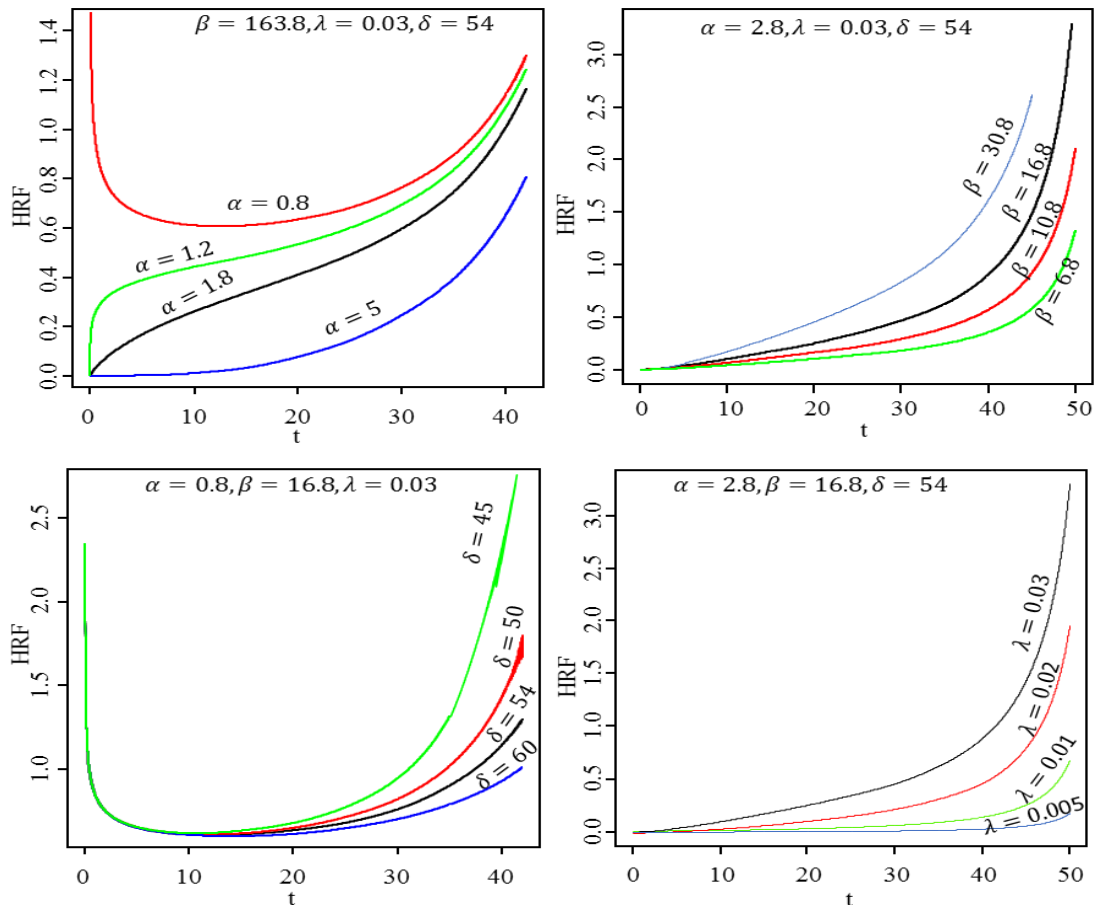 β = 163.8, λ = 0.03, δ = 54
HRF
1.4
1.2
1.0
0.8
0.6
0.4
0.2
0.0
α = 0.8
α = 1.2
α = 1.8
α = 5
0 10 20 30 40
t
α = 2.8, λ = 0.03, δ = 54
HRF
3.0
2.5
2.0
1.5
1.0
0.5
0.0
β = 30.8
β = 16.8
β = 10.8
β = 6.8
0 10 20 30 40 50
t
α = 0.8, β = 16.8, λ = 0.03
HRF
2.5
2.0
1.5
1.0
δ = 45
δ = 50
δ = 54
δ = 60
0 10 20 30 40
t
α = 2.8, β = 16.8, δ = 54
HRF
3.0
2.5
2.0
1.5
1.0
0.5
0.0
λ = 0.03
λ = 0.02
λ = 0.01
λ = 0.005
0 10 20 30 40 50
t